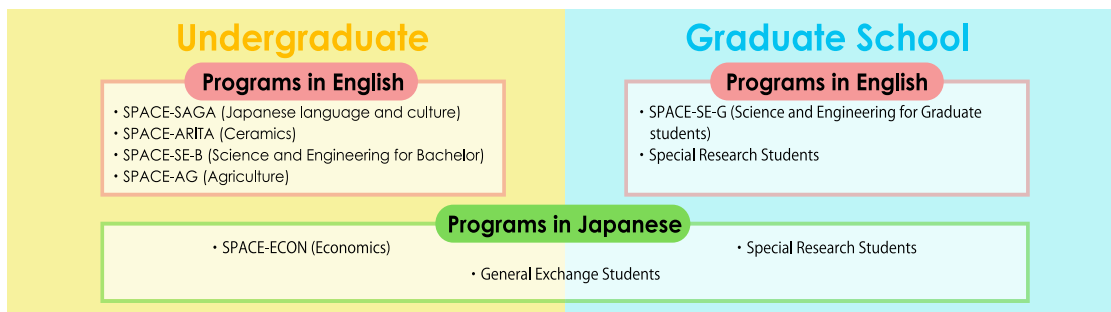 Undergraduate
Programs in English
・SPACE-SAGA (Japanese language and culture)
・SPACE-ARITA (Ceramics)
・SPACE-SE-B (Science and Engineering for Bachelor)
・SPACE-AG (Agriculture)
Graduate School
Programs in English
・SPACE-SE-G (Science and Engineering for Graduate
students)
・Special Research Students
Programs in Japanese
・SPACE-ECON (Economics)
・Special Research Students
・General Exchange Students